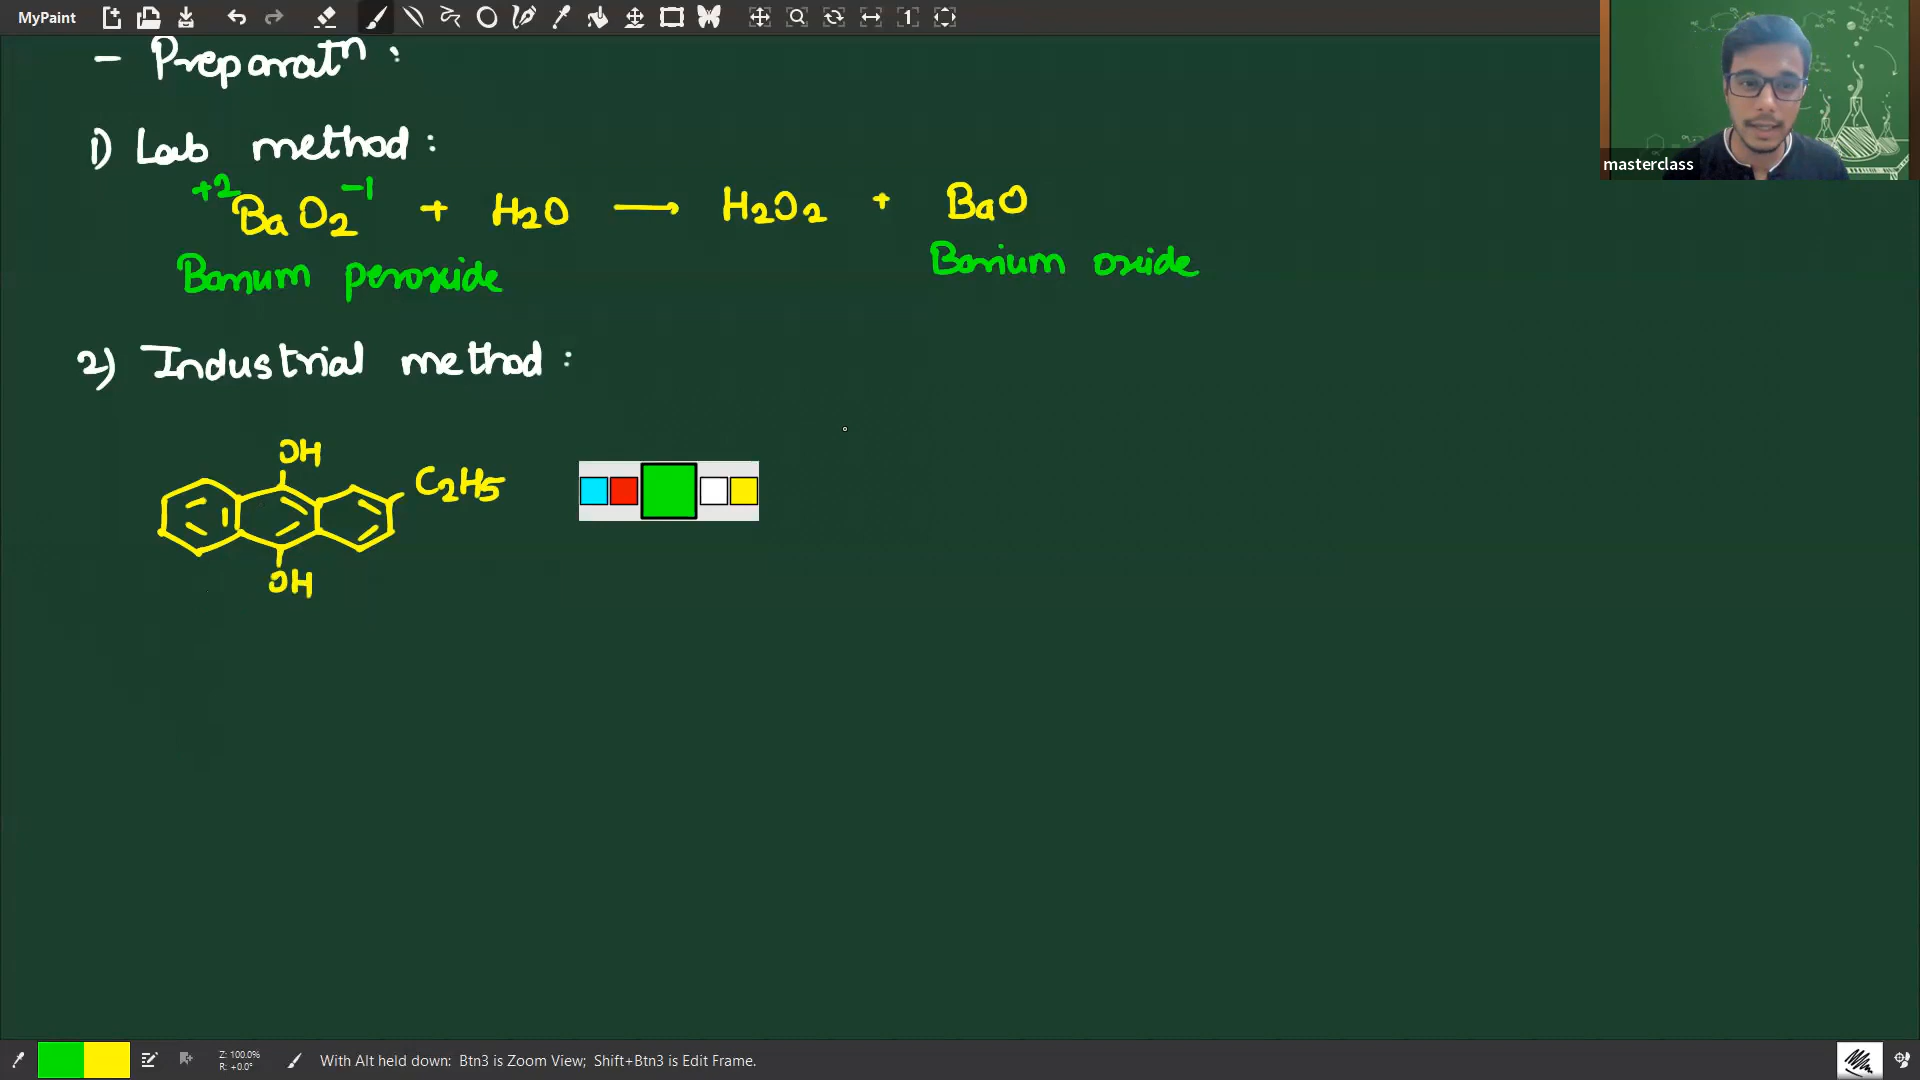 MyPaint
1
- Preparatⁿ :
masterclass
1) Lab method :
+2 -1
BaO2 + H2O ⟶ H2O2 + BaO
Barium peroxide
Barium oxide
2) Industrial method :
OH
C2H5
OH
Z: 100.0%
R: +0.0°
With Alt held down: Btn3 is Zoom View; Shift+Btn3 is Edit Frame.